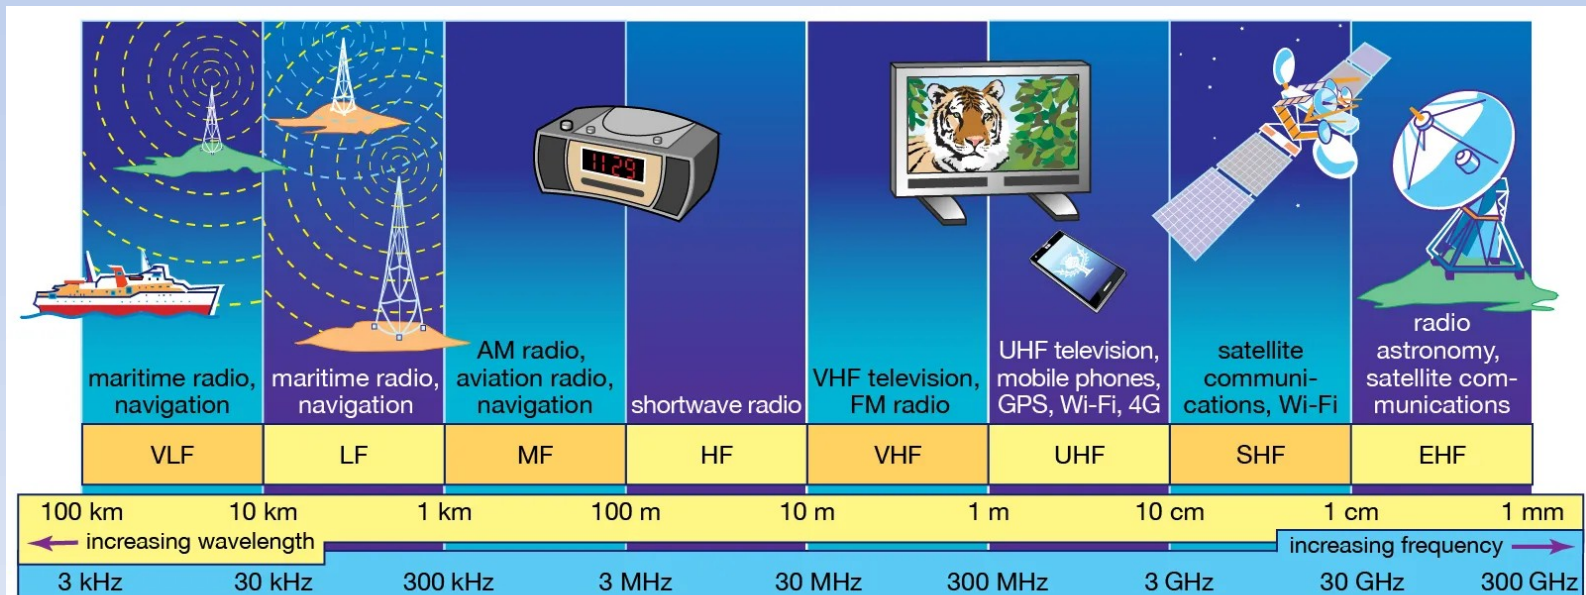 11:29
maritime radio,
navigation
maritime radio,
navigation
AM radio,
aviation radio,
navigation
shortwave radio
VHF television,
FM radio
UHF television,
mobile phones,
GPS, Wi-Fi, 4G
satellite
communi-
cations, Wi-Fi
radio
astronomy,
satellite com-
munications
VLF LF MF HF VHF UHF SHF EHF
100 km 10 km 1 km 100 m 10 m 1 m 10 cm 1 cm 1 mm
increasing wavelength
increasing frequency
3 kHz 30 kHz 300 kHz 3 MHz 30 MHz 300 MHz 3 GHz 30 GHz 300 GHz